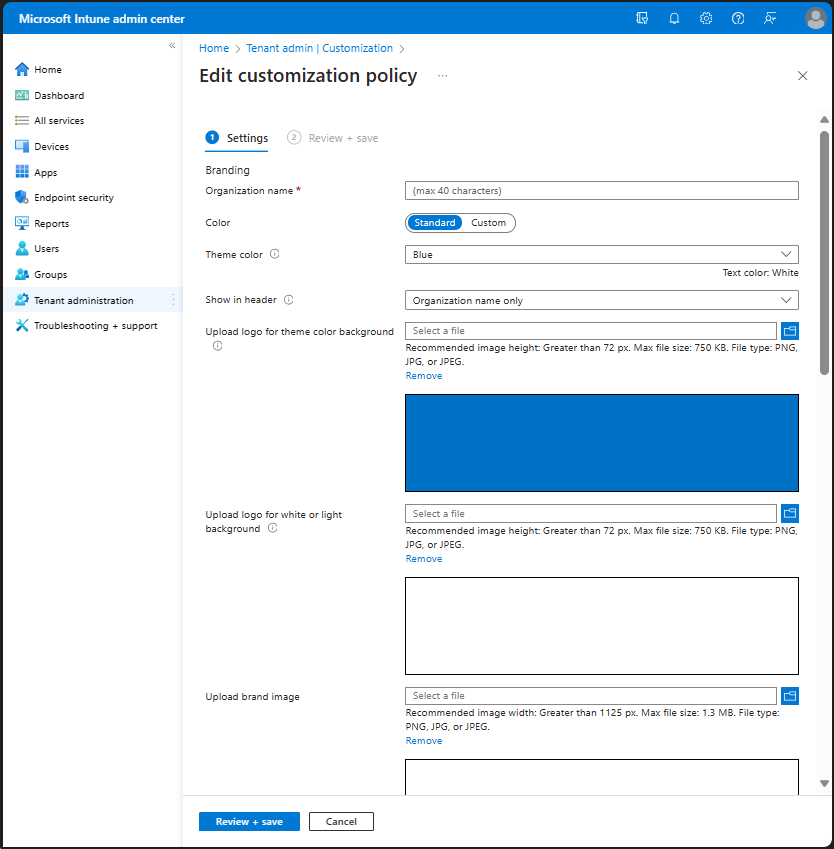 Microsoft Intune admin center
«
Home > Tenant admin | Customization >
Edit customization policy ...
Home
Dashboard
All services
Devices
Apps
Endpoint security
Reports
Users
Groups
Tenant administration
Troubleshooting + support
1 Settings 2 Review + save
Branding
Organization name * (max 40 characters)
Color Standard Custom
Theme color Blue
Text color: White
Show in header Organization name only
Upload logo for theme color background Select a file
Recommended image height: Greater than 72 px. Max file size: 750 KB. File type: PNG,
JPG, or JPEG.
Remove
Upload logo for white or light
background
Select a file
Recommended image height: Greater than 72 px. Max file size: 750 KB. File type: PNG,
JPG, or JPEG.
Remove
Upload brand image Select a file
Recommended image width: Greater than 1125 px. Max file size: 1.3 MB. File type:
PNG, JPG, or JPEG.
Remove
Review + save Cancel